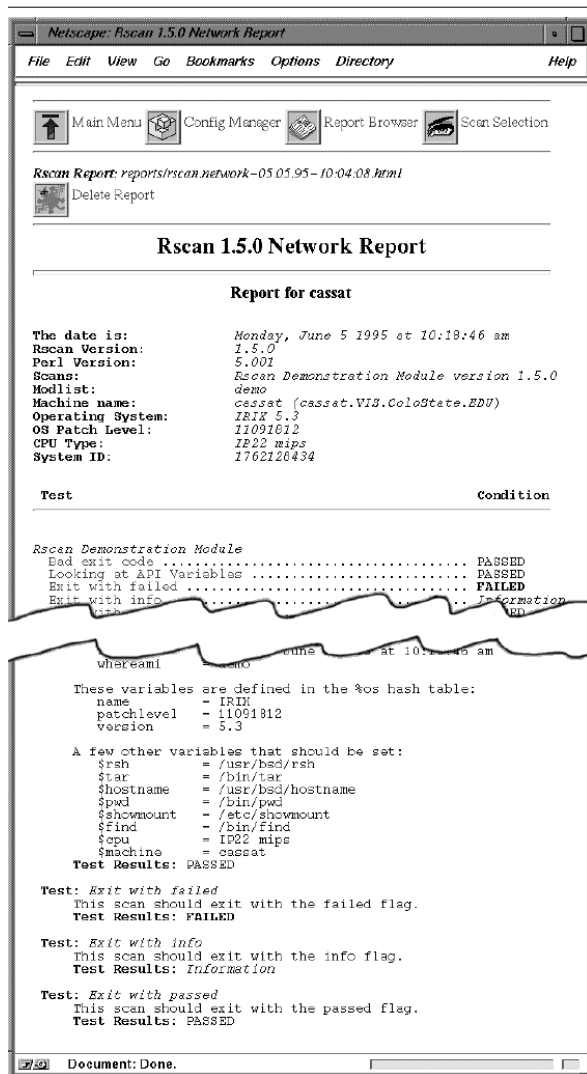 Netscape: Rscan 1.5.0 Network Report
File Edit View Go Bookmarks Options Directory Help
Main Menu Config Manager Report Browser Scan Selection
Rscan Report: reports/rscan.network-05.05.95-10:04:08.html
Delete Report
Rscan 1.5.0 Network Report
Report for cassat
The date is: Monday, June 5 1995 at 10:18:46 am
Rscan Version: 1.5.0
Perl Version: 5.001
Scans: Rscan Demonstration Module version 1.5.0
Modlist: demo
Machine name: cassat (cassat.VIS.ColoState.EDU)
Operating System: IRIX 5.3
OS Patch Level: 11091812
CPU Type: IP22 mips
System ID: 1762128434
Test Condition
Rscan Demonstration Module
Bad exit code ................................... PASSED
Looking at API Variables ......................... PASSED
Exit with failed ................................ FAILED
Exit with info .................................. Information
June at 10:18:46 am
whereami = demo
These variables are defined in the %os hash table:
name = IRIX
patchlevel = 11091812
version = 5.3
A few other variables that should be set:
$rsh = /usr/bsd/rsh
$tar = /bin/tar
$hostname = /usr/bsd/hostname
$pwd = /bin/pwd
$showmount = /etc/showmount
$find = /bin/find
$cpu = IP22 mips
$machine = cassat
Test Results: PASSED
Test: Exit with failed
This scan should exit with the failed flag.
Test Results: FAILED
Test: Exit with info
This scan should exit with the info flag.
Test Results: Information
Test: Exit with passed
This scan should exit with the passed flag.
Test Results: PASSED
Document: Done.